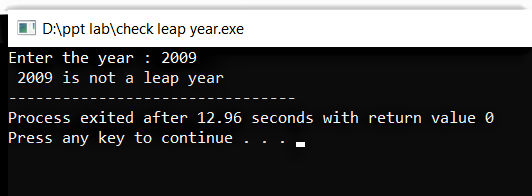 D:\ppt lab\check leap year.exe
Enter the year : 2009
 2009 is not a leap year
--------------------------------
Process exited after 12.96 seconds with return value 0
Press any key to continue . . .